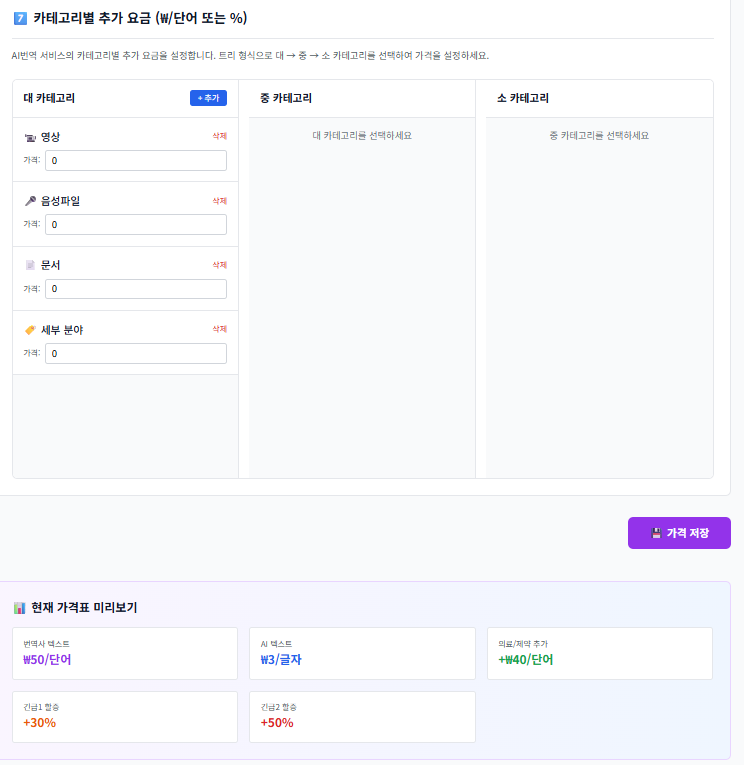 7 카테고리별 추가 요금 (₩/단어 또는 %)
AI번역 서비스의 카테고리별 추가 요금을 설정합니다. 트리 형식으로 대 → 중 → 소 카테고리를 선택하여 가격을 설정하세요.
대 카테고리
+ 추가
중 카테고리
소 카테고리
영상
삭제
가격:
0
대 카테고리를 선택하세요
중 카테고리를 선택하세요
음성파일
삭제
가격:
0
문서
삭제
가격:
0
세부 분야
삭제
가격:
0
가격 저장
현재 가격표 미리보기
번역사 텍스트
₩50/단어
AI 텍스트
₩3/글자
의료/제약 추가
+₩40/단어
긴급1 할증
+30%
긴급2 할증
+50%